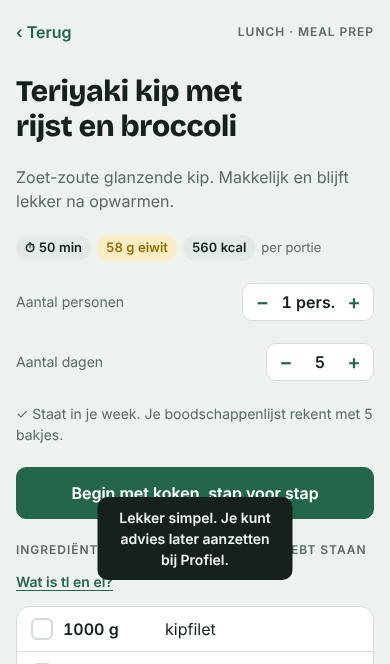 ‹ Terug
LUNCH · MEAL PREP
Teriyaki kip met
rijst en broccoli
Zoet-zoute glanzende kip. Makkelijk en blijft
lekker na opwarmen.
⏱ 50 min 58 g eiwit 560 kcal per portie
Aantal personen
− 1 pers. +
Aantal dagen
− 5 +
✓ Staat in je week. Je boodschappenlijst rekent met 5
bakjes.
Begin met koken, stap voor stap
Lekker simpel. Je kunt
advies later aanzetten
bij Profiel.
STAAN
Wat is tl en el?
1000 g kipfilet